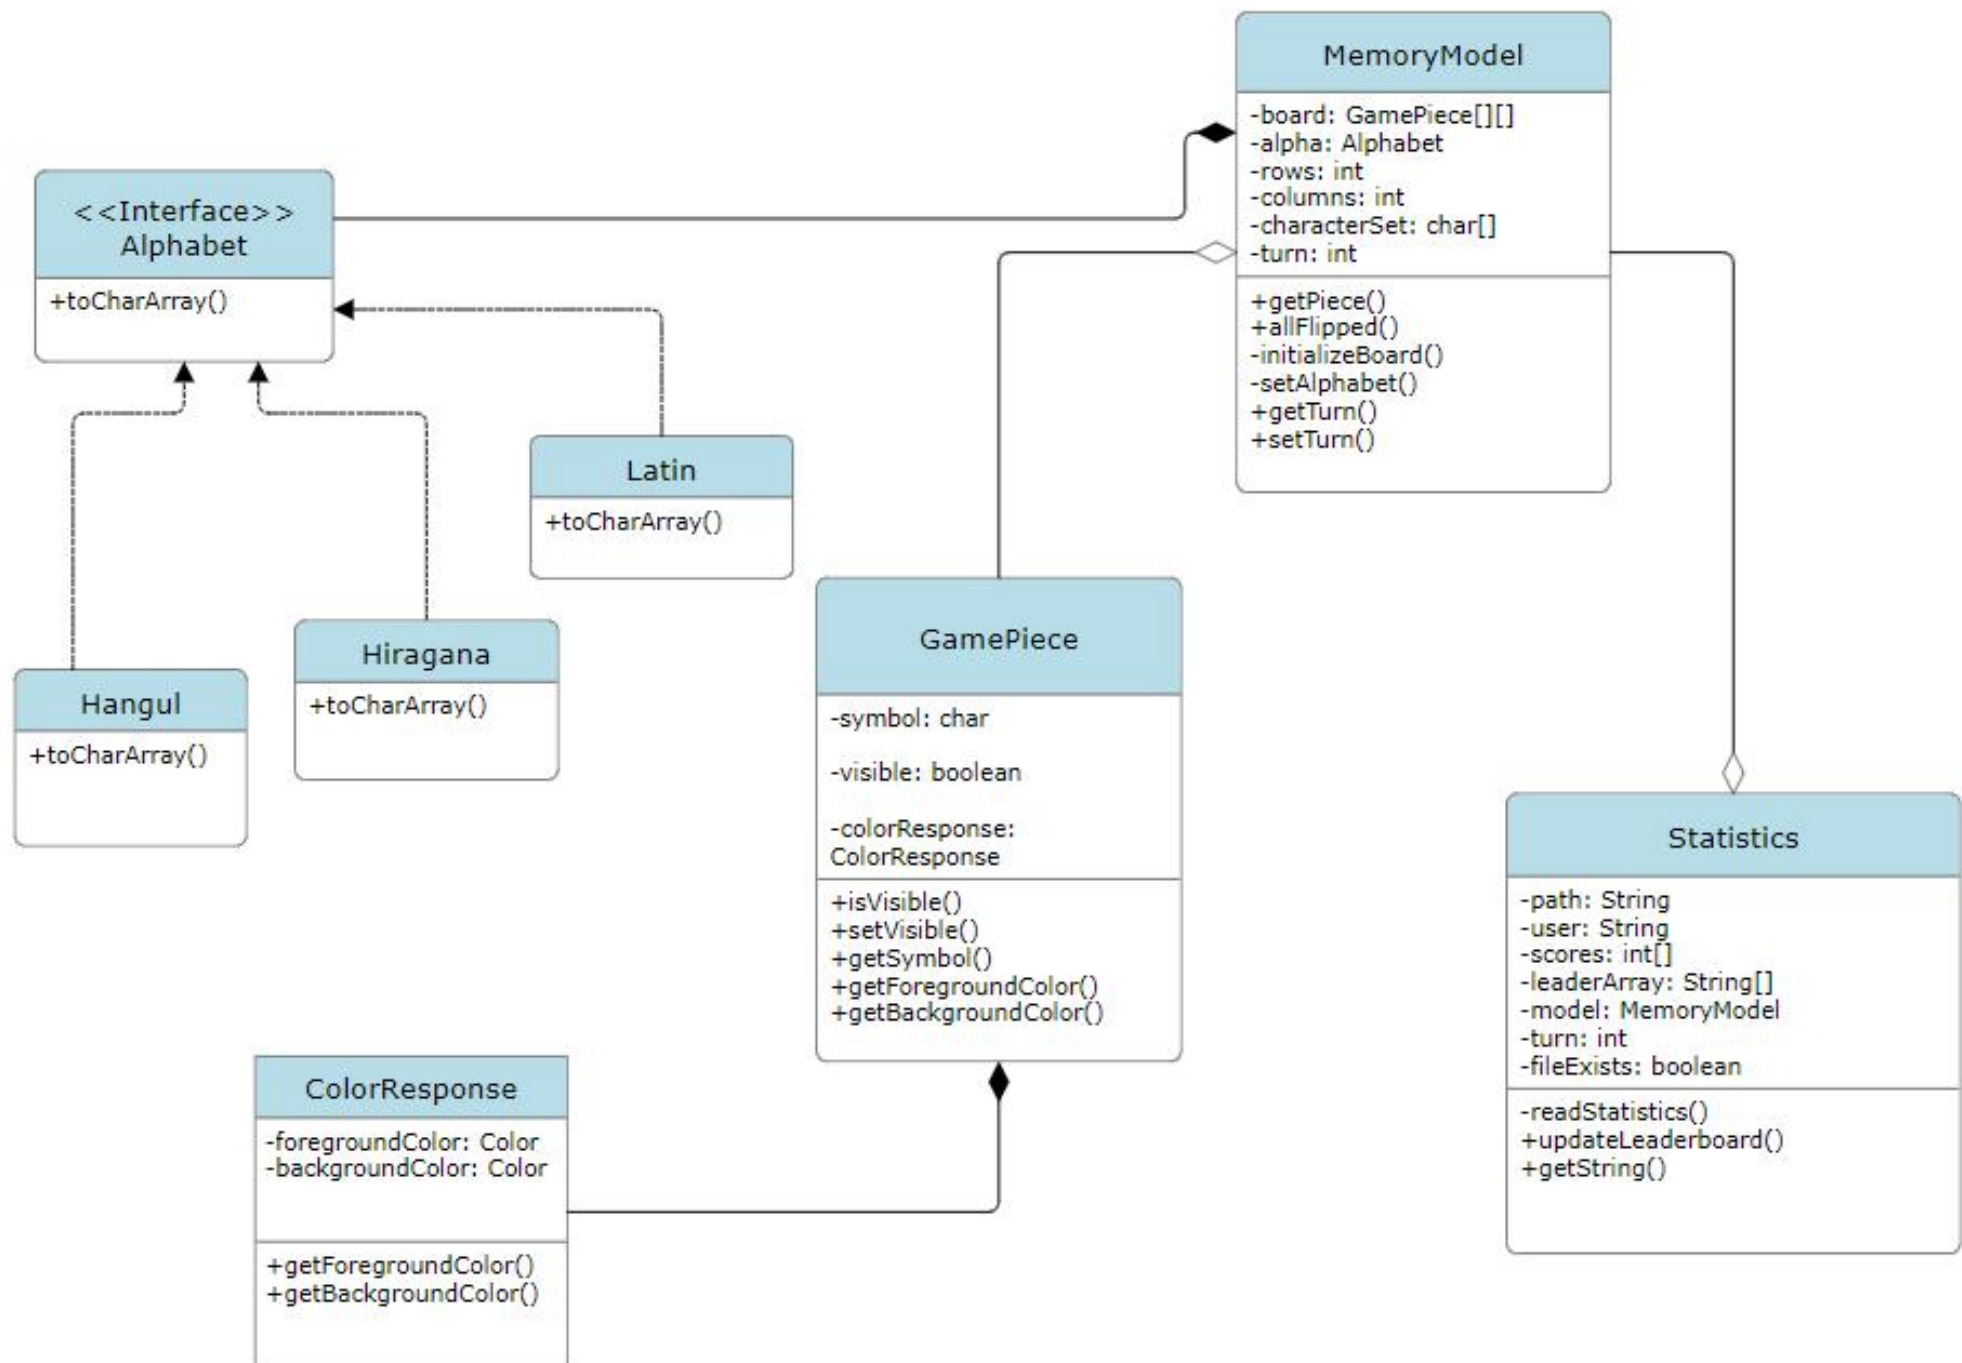 MemoryModel
-board: GamePiece[][]
-alpha: Alphabet
-rows: int
-columns: int
-characterSet: char[]
-turn: int
+getPiece()
+allFlipped()
-initializeBoard()
-setAlphabet()
+getTurn()
+setTurn()
<<Interface>>
Alphabet
+toCharArray()
Latin
+toCharArray()
Hiragana
+toCharArray()
Hangul
+toCharArray()
GamePiece
-symbol: char
-visible: boolean
-colorResponse:
ColorResponse
+isVisible()
+setVisible()
+getSymbol()
+getForegroundColor()
+getBackgroundColor()
Statistics
-path: String
-user: String
-scores: int[]
-leaderArray: String[]
-model: MemoryModel
-turn: int
-fileExists: boolean
-readStatistics()
+updateLeaderboard()
+getString()
ColorResponse
-foregroundColor: Color
-backgroundColor: Color
+getForegroundColor()
+getBackgroundColor()